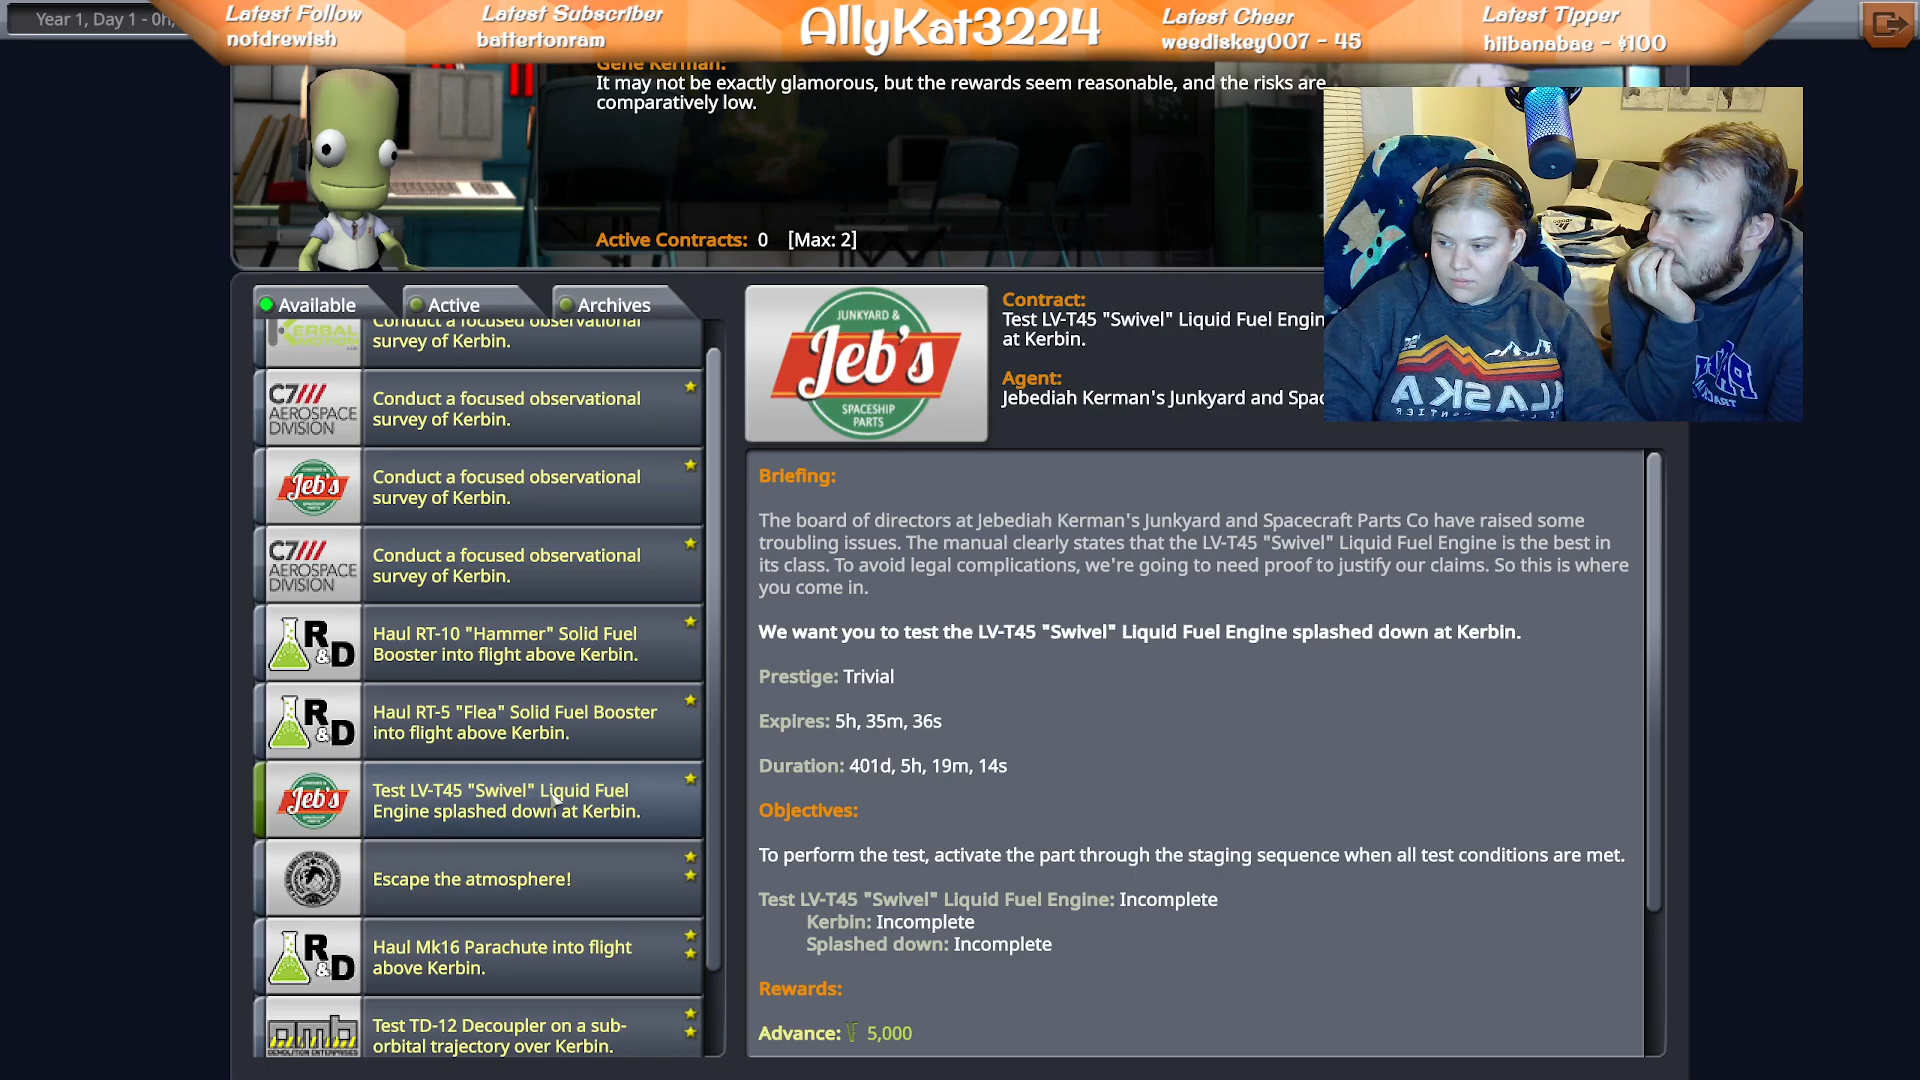 Year 1, Day 1 - 0h,
Latest Follow
notdrewish
Latest Subscriber
battertonram
AllyKat3224
Latest Cheer
weediskey007 - 45
Latest Tipper
hiibanabae - $100
Gene Kerman:
It may not be exactly glamorous, but the rewards seem reasonable, and the risks are
comparatively low.
Active Contracts: 0 [Max: 2]
Available
Active
Archives
KERBAL
MOTION
Conduct a focused observational
survey of Kerbin.
C7///
AEROSPACE
DIVISION
Conduct a focused observational
survey of Kerbin.
Jeb's
Conduct a focused observational
survey of Kerbin.
C7///
AEROSPACE
DIVISION
Conduct a focused observational
survey of Kerbin.
R&D
Haul RT-10 "Hammer" Solid Fuel
Booster into flight above Kerbin.
R&D
Haul RT-5 "Flea" Solid Fuel Booster
into flight above Kerbin.
Jeb's
Test LV-T45 "Swivel" Liquid Fuel
Engine splashed down at Kerbin.
Escape the atmosphere!
R&D
Haul Mk16 Parachute into flight
above Kerbin.
DEMOLITION ENTERPRISES
Test TD-12 Decoupler on a sub-
orbital trajectory over Kerbin.
JUNKYARD &
Jeb's
SPACESHIP
PARTS
Contract:
Test LV-T45 "Swivel" Liquid Fuel Engin
at Kerbin.
Agent:
Jebediah Kerman's Junkyard and Spac
ALASKA
Briefing:
The board of directors at Jebediah Kerman's Junkyard and Spacecraft Parts Co have raised some
troubling issues. The manual clearly states that the LV-T45 "Swivel" Liquid Fuel Engine is the best in
its class. To avoid legal complications, we're going to need proof to justify our claims. So this is where
you come in.
We want you to test the LV-T45 "Swivel" Liquid Fuel Engine splashed down at Kerbin.
Prestige: Trivial
Expires: 5h, 35m, 36s
Duration: 401d, 5h, 19m, 14s
Objectives:
To perform the test, activate the part through the staging sequence when all test conditions are met.
Test LV-T45 "Swivel" Liquid Fuel Engine: Incomplete
Kerbin: Incomplete
Splashed down: Incomplete
Rewards:
Advance: 5,000